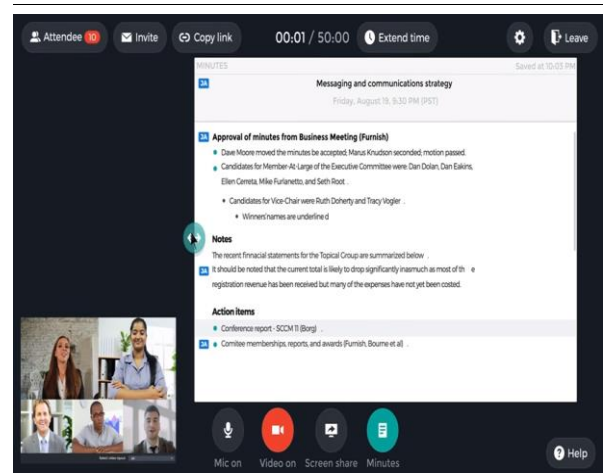 Attendee 10
Invite
Copy link
00:01 / 50:00
Extend time
Leave
MINUTES
Saved at 10:03 PM
JA
Messaging and communications strategy
Friday, August 19, 9:30 PM (PST)
JA
Approval of minutes from Business Meeting (Furnish)
Dave Moore moved the minutes be accepted; Marus Knudson seconded; motion passed.
Candidates for Member-At-Large of the Executive Committee were: Dan Dolan, Dan Eakins,
Ellen Cerreta, Mike Furlanetto, and Seth Root .
Candidates for Vice-Chair were Ruth Doherty and Tracy Vogler .
Winners'names are underline d
Notes
The recent finnacial statements for the Topical Group are summarized below .
JA
It should be noted that the current total is likely to drop significantly inasmuch as most of th e
registration revenue has been received but many of the expenses have not yet been costed.
Action items
Conference report - SCCM 11 (Borg) .
JA
Comitee memberships, reports, and awards (Furnish, Bourne et al) .
Mic on
Video on
Screen share
Minutes
Help